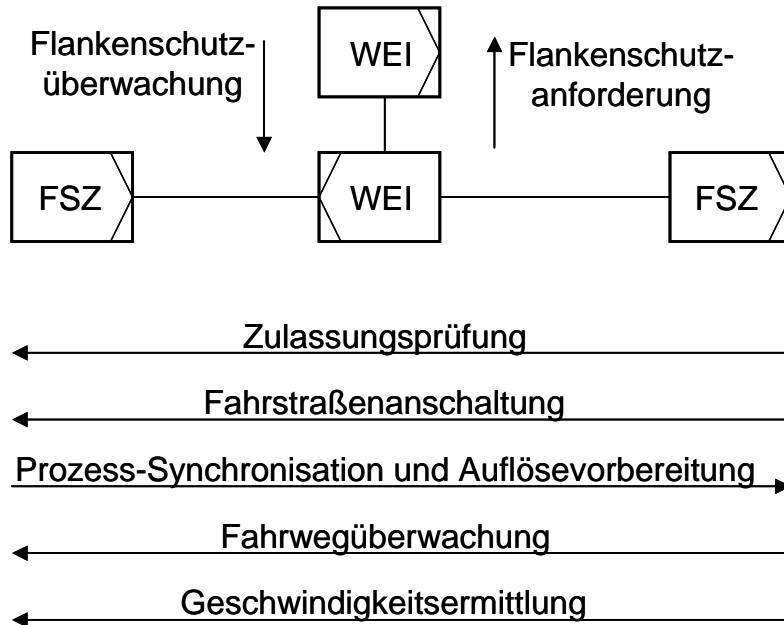 Flankenschutz-
überwachung
WEI
Flankenschutz-
anforderung
FSZ
WEI
FSZ
Zulassungsprüfung
Fahrstraßenanschaltung
Prozess-Synchronisation und Auflösevorbereitung
Fahrwegüberwachung
Geschwindigkeitsermittlung